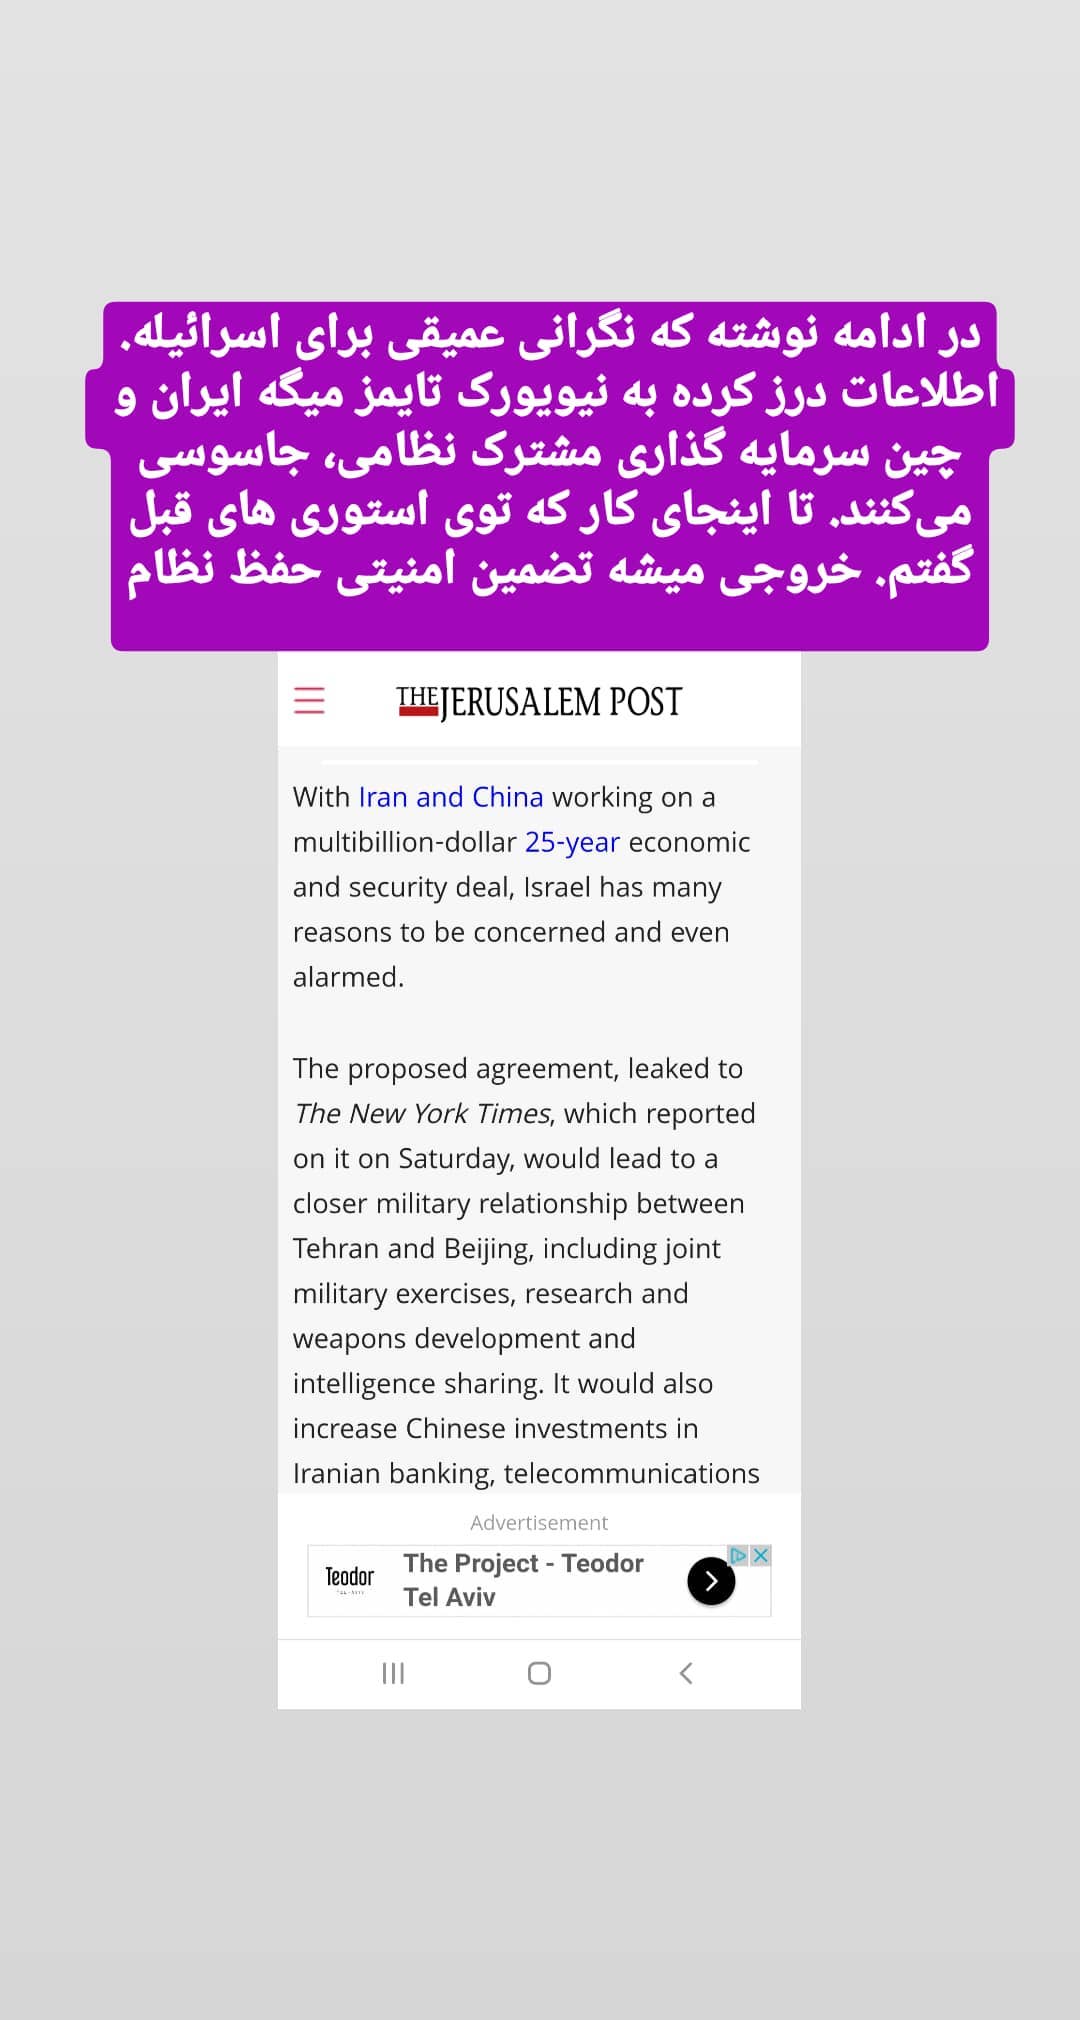 در ادامه نوشته که نگرانی عمیقی برای اسرائیله.
اطلاعات درز کرده به نیویورک تایمز میگه ایران و
چین سرمایه گذاری مشترک نظامی، جاسوسی
می‌کنند. تا اینجای کار که توی استوری های قبل
گفتم. خروجی میشه تضمین امنیتی حفظ نظام
THE JERUSALEM POST
With Iran and China working on a
multibillion-dollar 25-year economic
and security deal, Israel has many
reasons to be concerned and even
alarmed.
The proposed agreement, leaked to
The New York Times, which reported
on it on Saturday, would lead to a
closer military relationship between
Tehran and Beijing, including joint
military exercises, research and
weapons development and
intelligence sharing. It would also
increase Chinese investments in
Iranian banking, telecommunications
Advertisement
Teodor
The Project - Teodor
Tel Aviv